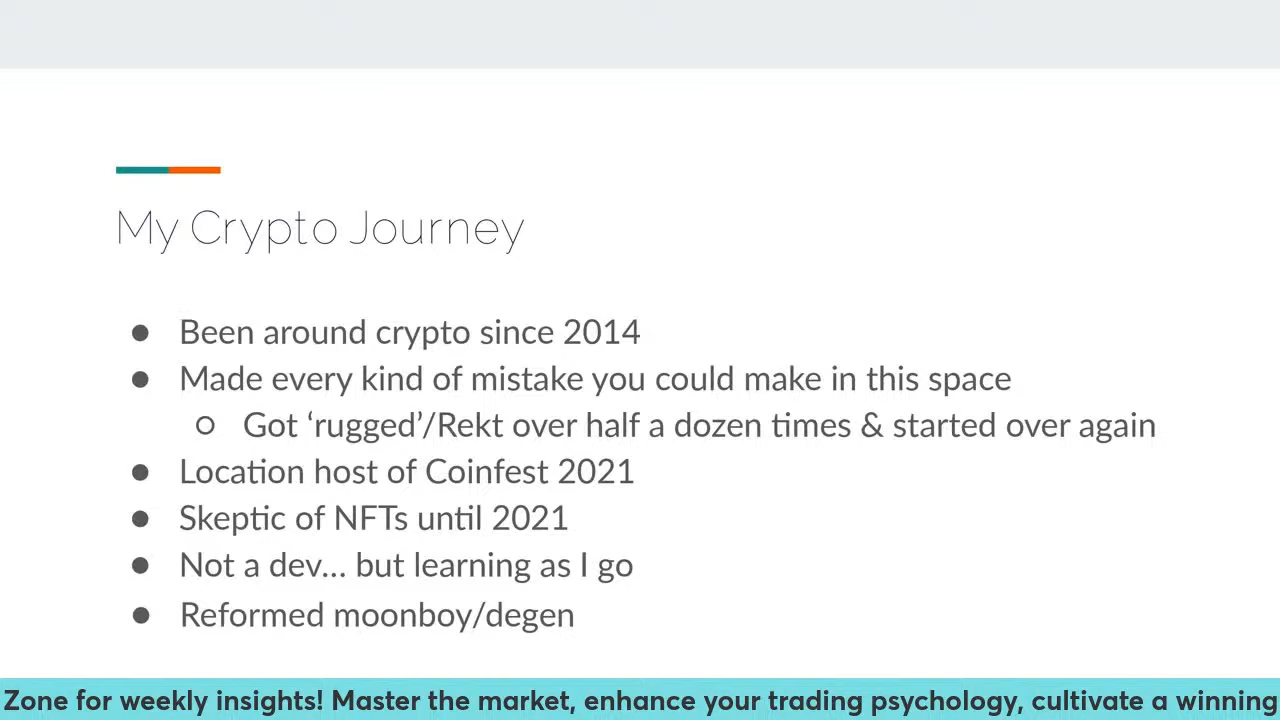 My Crypto Journey
● Been around crypto since 2014
● Made every kind of mistake you could make in this space
○ Got ‘rugged’/Rekt over half a dozen times & started over again
● Location host of Coinfest 2021
● Skeptic of NFTs until 2021
● Not a dev... but learning as I go
● Reformed moonboy/degen
Zone for weekly insights! Master the market, enhance your trading psychology, cultivate a winning